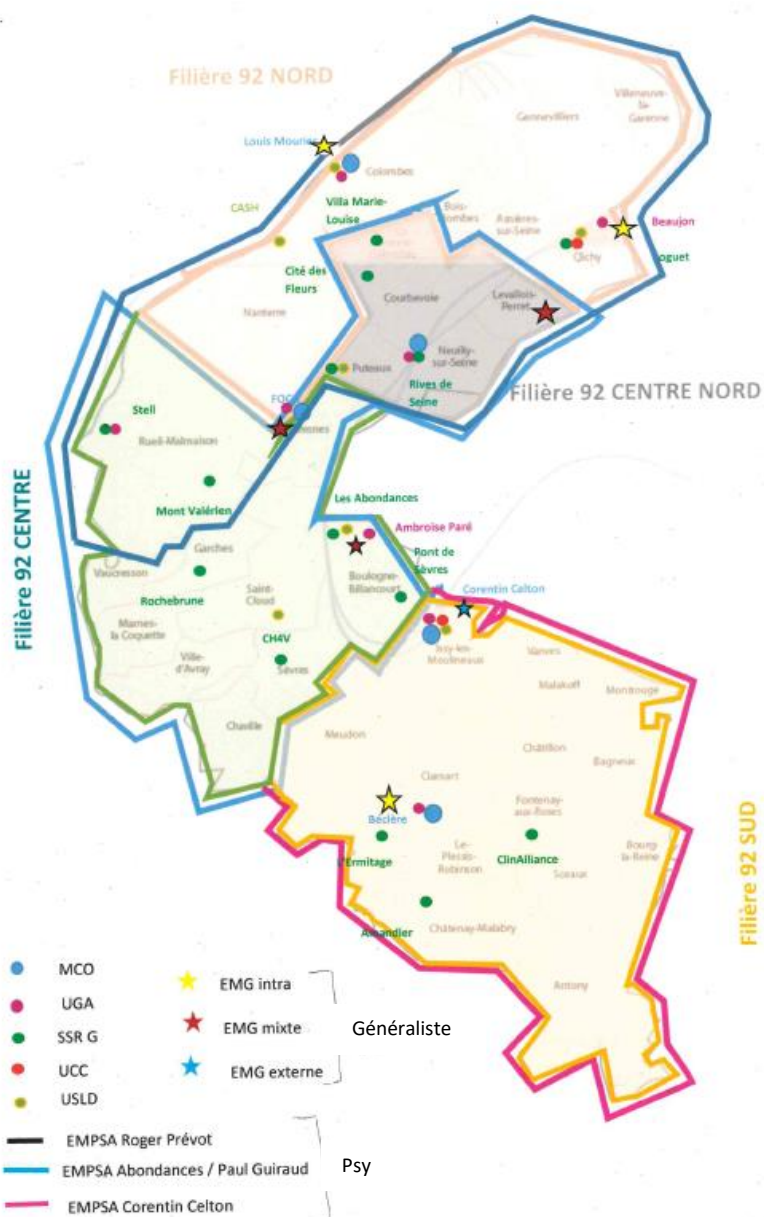 Filière 92 NORD
Villeneuve-
la-
Garenne
Gennevilliers
Louis Mourier
Colombes
Villa Marie-
Louise
CASH
Asnières-
sur-Seine
Beaujon
Clichy
Cité des
Fleurs
Courbevoie
Levallois-
Perret
Nanterre
Neuilly-
sur-Seine
Puteaux
Rives de
Seine
Filière 92 CENTRE NORD
Stell
Rueil-Malmaison
Mont Valérien
Les Abondances
Ambroise Paré
Filière 92 CENTRE
Garches
Vaucresson
Boulogne-
Billancourt
Pont de
Sèvres
Corentin Celton
Rochebrune
Saint-
Cloud
Marnes-
la Coquette
CH4V
Ville-
d'Avray
Sèvres
Issy-les-
Moulineaux
Vanves
Malakoff
Montrouge
Chaville
Meudon
Châtillon
Bagneux
Clamart
Fontenay-
aux-Roses
Béclère
L'Ermitage
Le-
Plessis-
Robinson
ClinAlliance
Sceaux
Bourg
la-Reine
Filière 92 SUD
Amandier
Châtenay-Malabry
Antony
MCO
UGA
SSR G
UCC
USLD
EMG intra
EMG mixte
EMG externe
Généraliste
EMPSA Roger Prévot
EMPSA Abondances / Paul Guiraud
EMPSA Corentin Celton
Psy